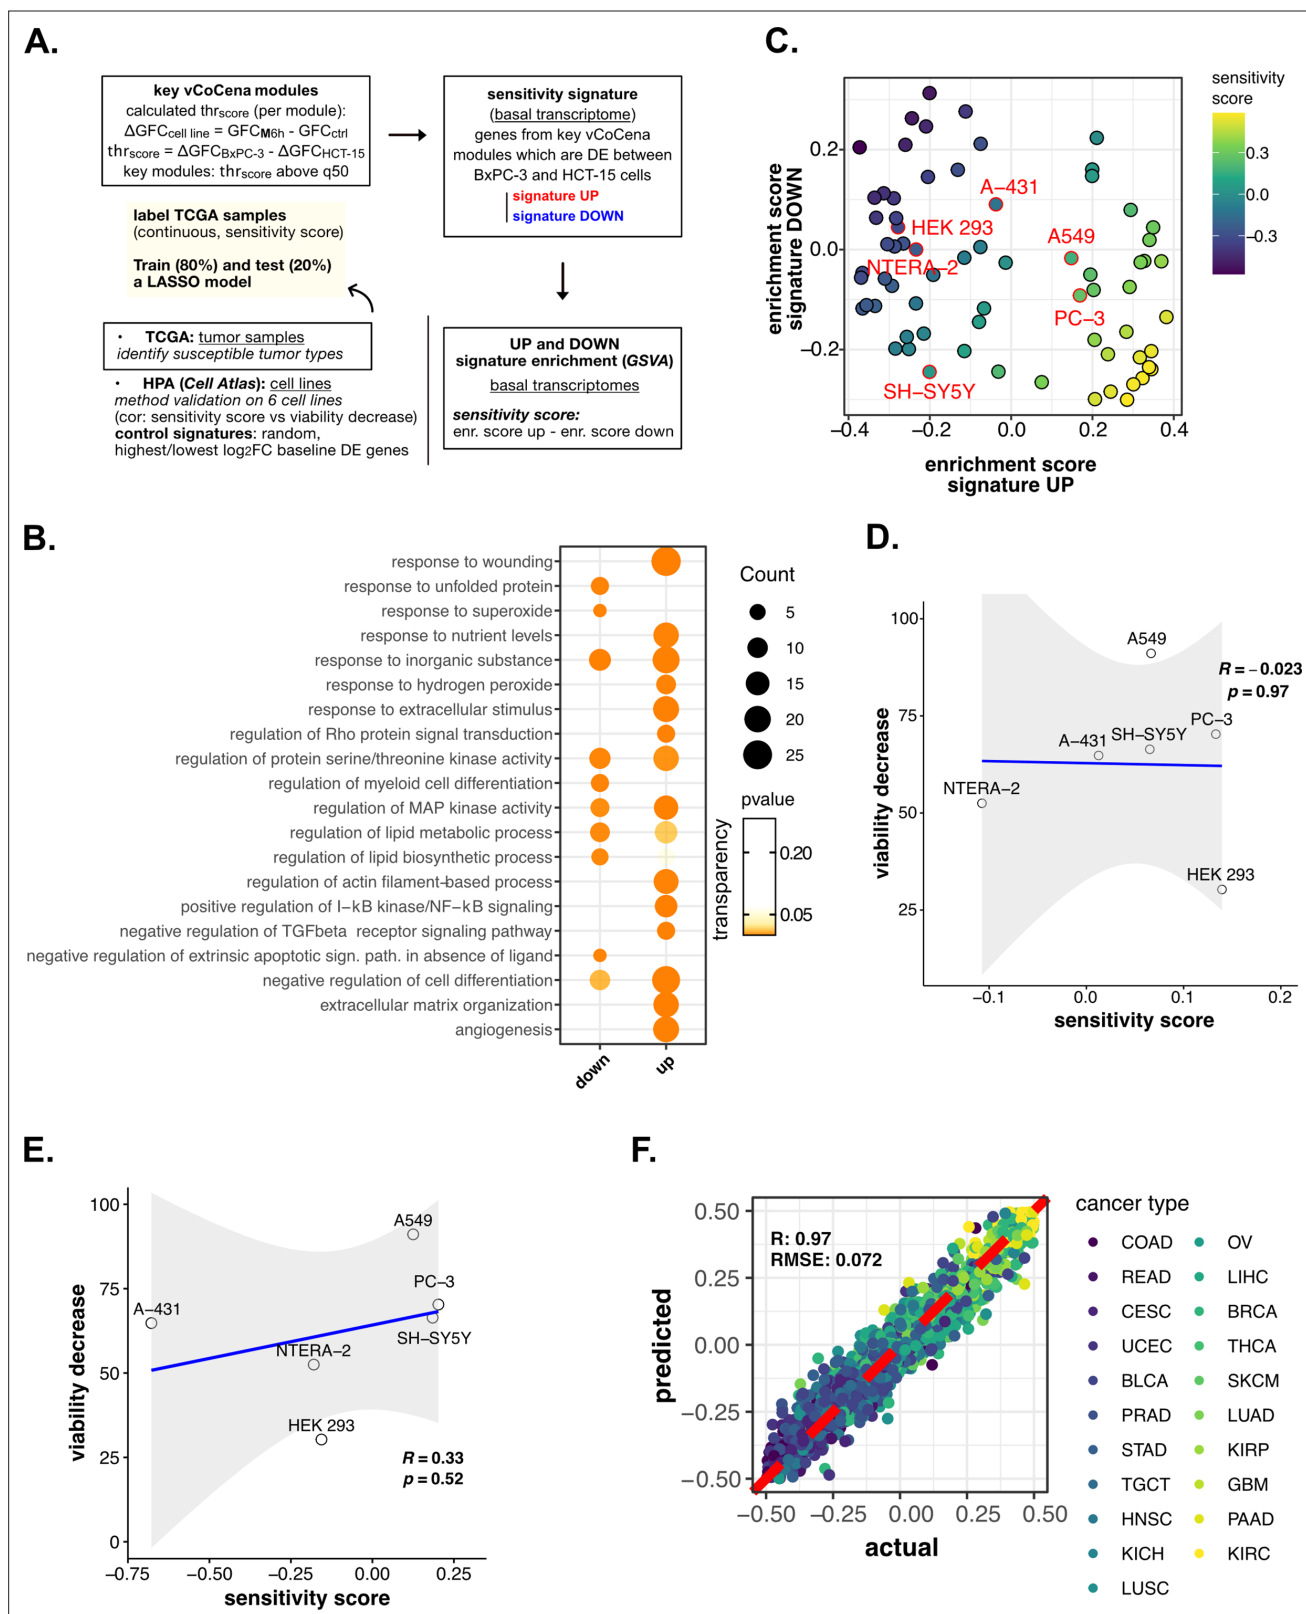 A.
key vCoCena modules
calculated thrscore (per module):
ΔGFCcell line = GFCM6h - GFCctrl
thrscore = ΔGFCBxPC-3 - ΔGFCHCT-15
key modules: thrscore above q50
sensitivity signature
(basal transcriptome)
genes from key vCoCena
modules which are DE between
BxPC-3 and HCT-15 cells
signature UP
signature DOWN
label TCGA samples
(continuous, sensitivity score)
Train (80%) and test (20%)
a LASSO model
• TCGA: tumor samples
identify susceptible tumor types
• HPA (Cell Atlas): cell lines
method validation on 6 cell lines
(cor: sensitivity score vs viability decrease)
control signatures: random,
highest/lowest log2FC baseline DE genes
UP and DOWN
signature enrichment (GSVA)
basal transcriptomes
sensitivity score:
enr. score up - enr. score down
C.
enrichment score
signature DOWN
0.2
0.0
−0.2
A−431
HEK 293
NTERA−2
A549
PC−3
SH−SY5Y
−0.4
−0.2
0.0
0.2
0.4
enrichment score
signature UP
sensitivity
score
0.3
0.0
−0.3
B.
response to wounding
response to unfolded protein
response to superoxide
response to nutrient levels
response to inorganic substance
response to hydrogen peroxide
response to extracellular stimulus
regulation of Rho protein signal transduction
regulation of protein serine/threonine kinase activity
regulation of myeloid cell differentiation
regulation of MAP kinase activity
regulation of lipid metabolic process
regulation of lipid biosynthetic process
regulation of actin filament−based process
positive regulation of I−kB kinase/NF−kB signaling
negative regulation of TGFbeta receptor signaling pathway
negative regulation of extrinsic apoptotic sign. path. in absence of ligand
negative regulation of cell differentiation
extracellular matrix organization
angiogenesis
down
up
Count
5
10
15
20
25
pvalue
transparency
0.20
0.05
D.
viability decrease
100
75
50
25
A549
R = −0.023
p = 0.97
PC−3
SH−SY5Y
A−431
NTERA−2
HEK 293
−0.1
0.0
0.1
0.2
sensitivity score
E.
viability decrease
100
75
50
25
0
A549
PC−3
A−431
SH−SY5Y
NTERA−2
HEK 293
R = 0.33
p = 0.52
−0.75
−0.50
−0.25
0.00
0.25
sensitivity score
F.
predicted
0.50
0.25
0.00
−0.25
−0.50
R: 0.97
RMSE: 0.072
−0.50
−0.25
0.00
0.25
0.50
actual
cancer type
COAD
READ
CESC
UCEC
BLCA
PRAD
STAD
TGCT
HNSC
KICH
LUSC
OV
LIHC
BRCA
THCA
SKCM
LUAD
KIRP
GBM
PAAD
KIRC